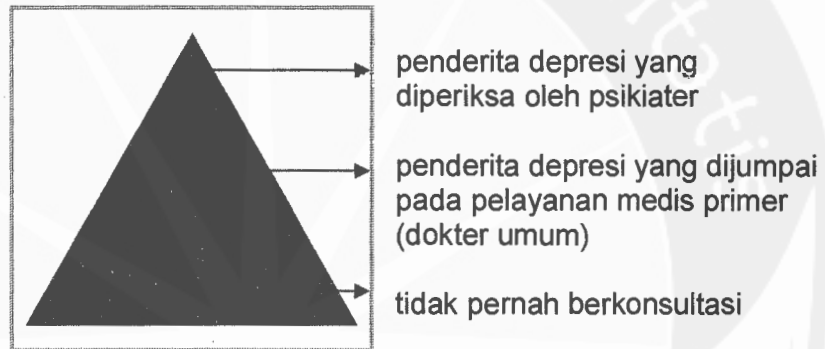 penderita depresi yang
diperiksa oleh psikiater
penderita depresi yang dijumpai
pada pelayanan medis primer
(dokter umum)
tidak pernah berkonsultasi